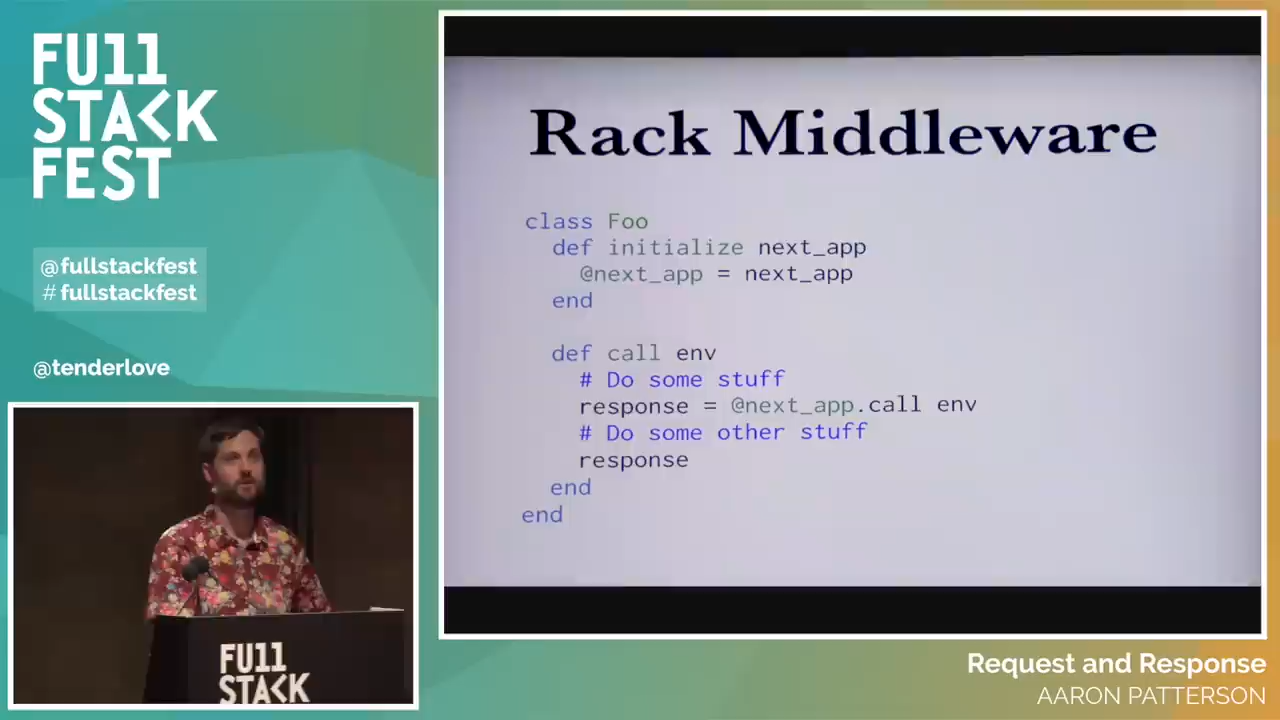 FU11
STACK
FEST
@fullstackfest
# fullstackfest
@tenderlove
FU11
STACK
Rack Middleware
class Foo
def initialize next_app
@next_app = next_app
end
def call env
# Do some stuff
response = @next_app.call env
# Do some other stuff
response
end
end
Request and Response
AARON PATTERSON